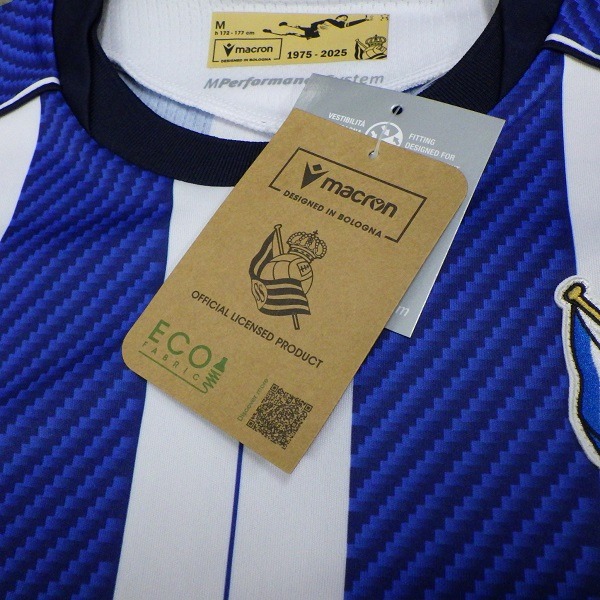 M
h 172 - 177 cm
macron
DESIGNED IN BOLOGNA
1975 - 2025
MPerformance System
VESTIBILITÀ
FITTING
DESIGNED FOR
macron
DESIGNED IN BOLOGNA
OFFICIAL LICENSED PRODUCT
ECO
FABRIC